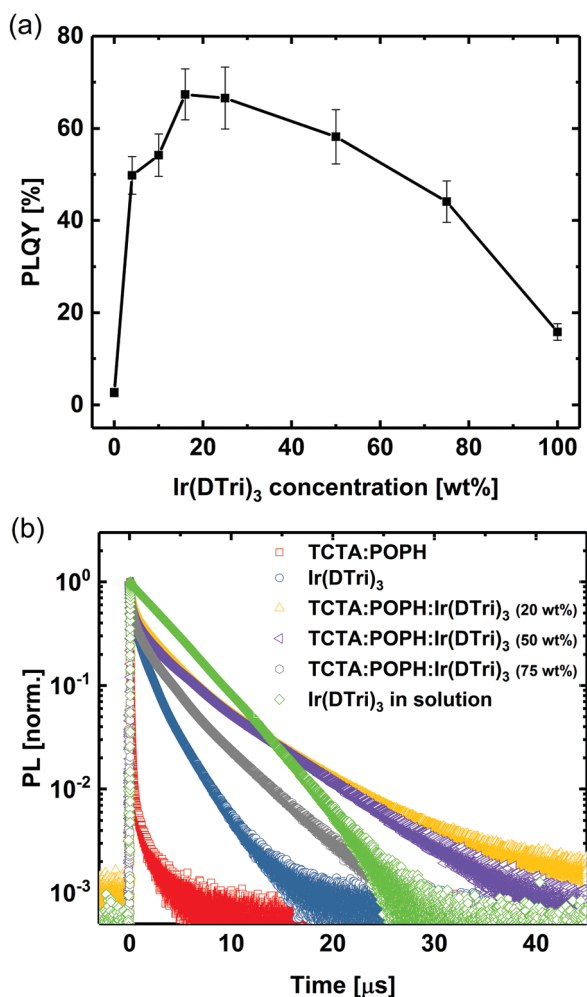 (a)
80
60
40
20
0
PLQY [%]
0 20 40 60 80 100
Ir(DTri)₃ concentration [wt%]
(b)
TCTA:POPH
Ir(DTri)₃
TCTA:POPH:Ir(DTri)₃ (20 wt%)
TCTA:POPH:Ir(DTri)₃ (50 wt%)
TCTA:POPH:Ir(DTri)₃ (75 wt%)
Ir(DTri)₃ in solution
10⁰
10⁻¹
10⁻²
10⁻³
PL [norm.]
0 10 20 30 40
Time [μs]